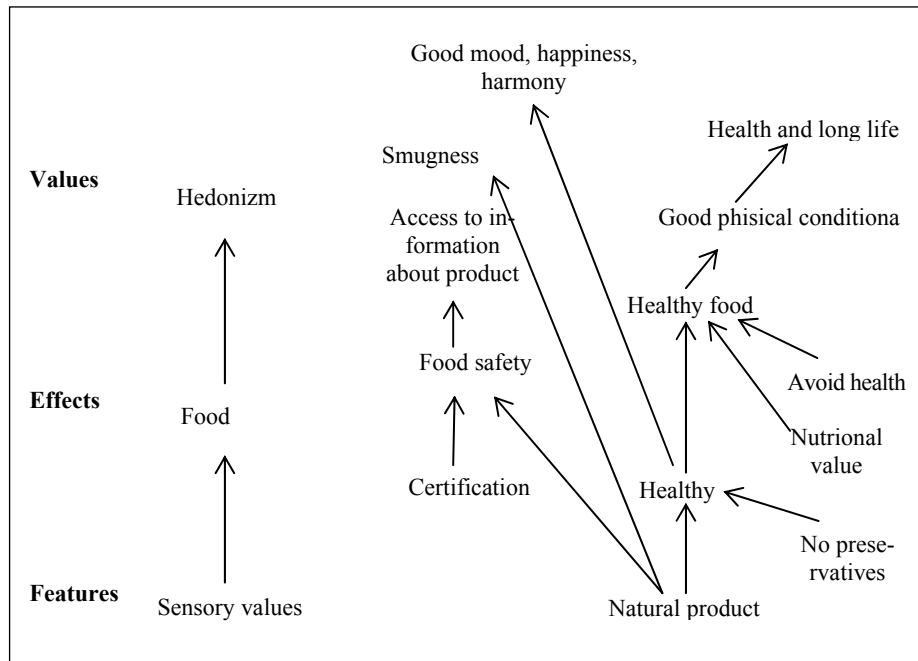 Good mood, happiness,
harmony
Health and long life
Smugness
Values
Hedonizm
Access to in-
formation
about product
Good phisical conditiona
Healthy food
Food safety
Avoid health
Effects
Food
Nutrional
value
Certification
Healthy
No prese-
rvatives
Features
Sensory values
Natural product